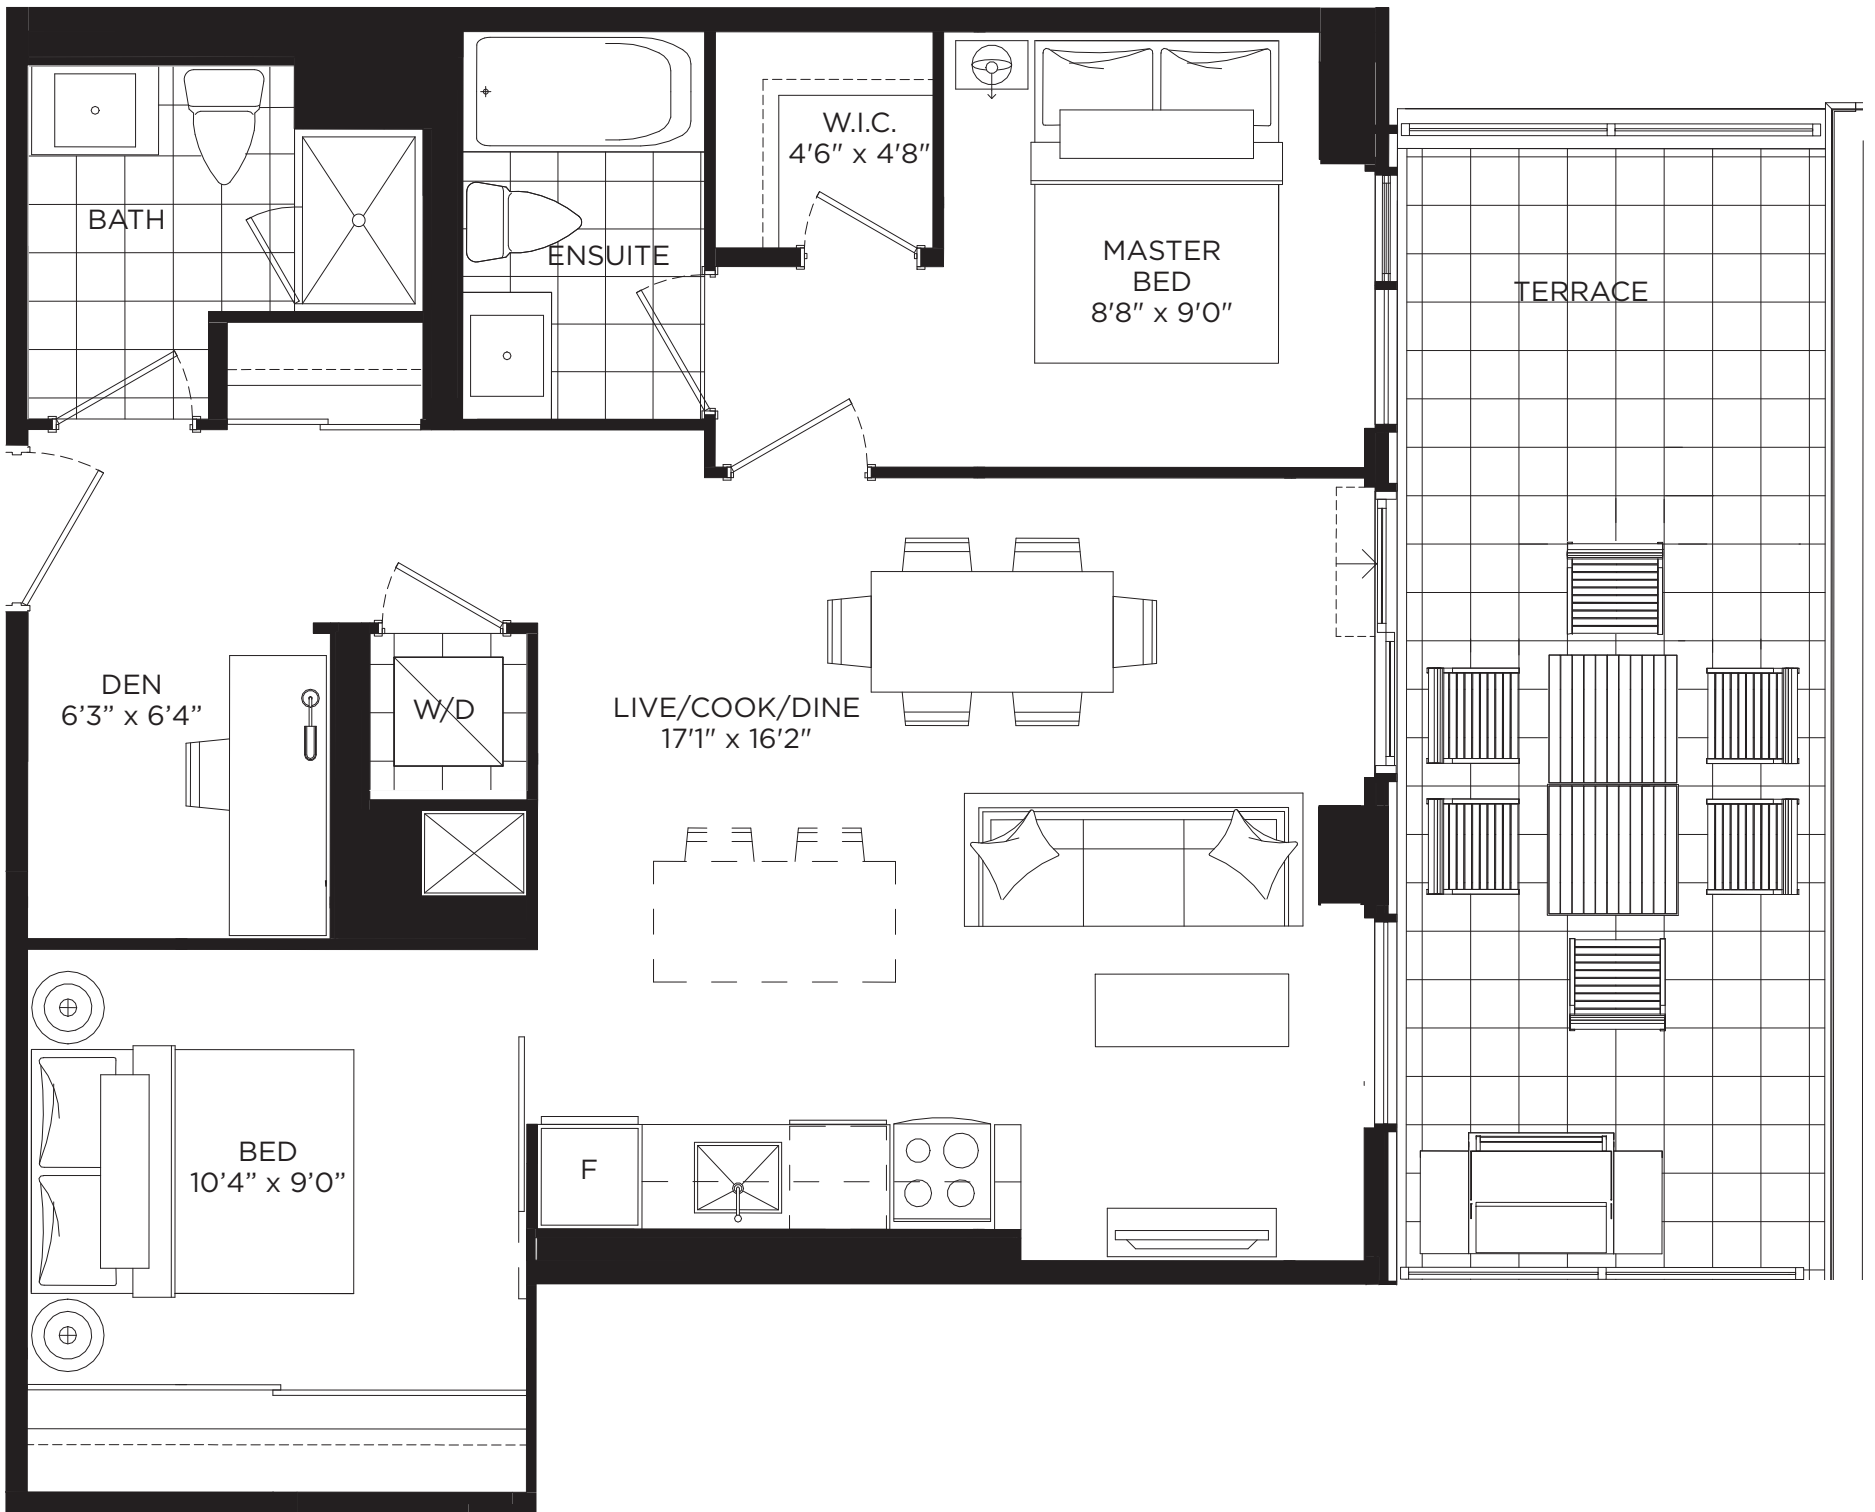 W.I.C.
4'6" x 4'8"
BATH
ENSUITE
MASTER
BED
8'8" x 9'0"
TERRACE
DEN
6’3” x 6’4”
W/D
LIVE/COOK/DINE
17'1" x 16'2"
BED
10’4” x 9’0”
F